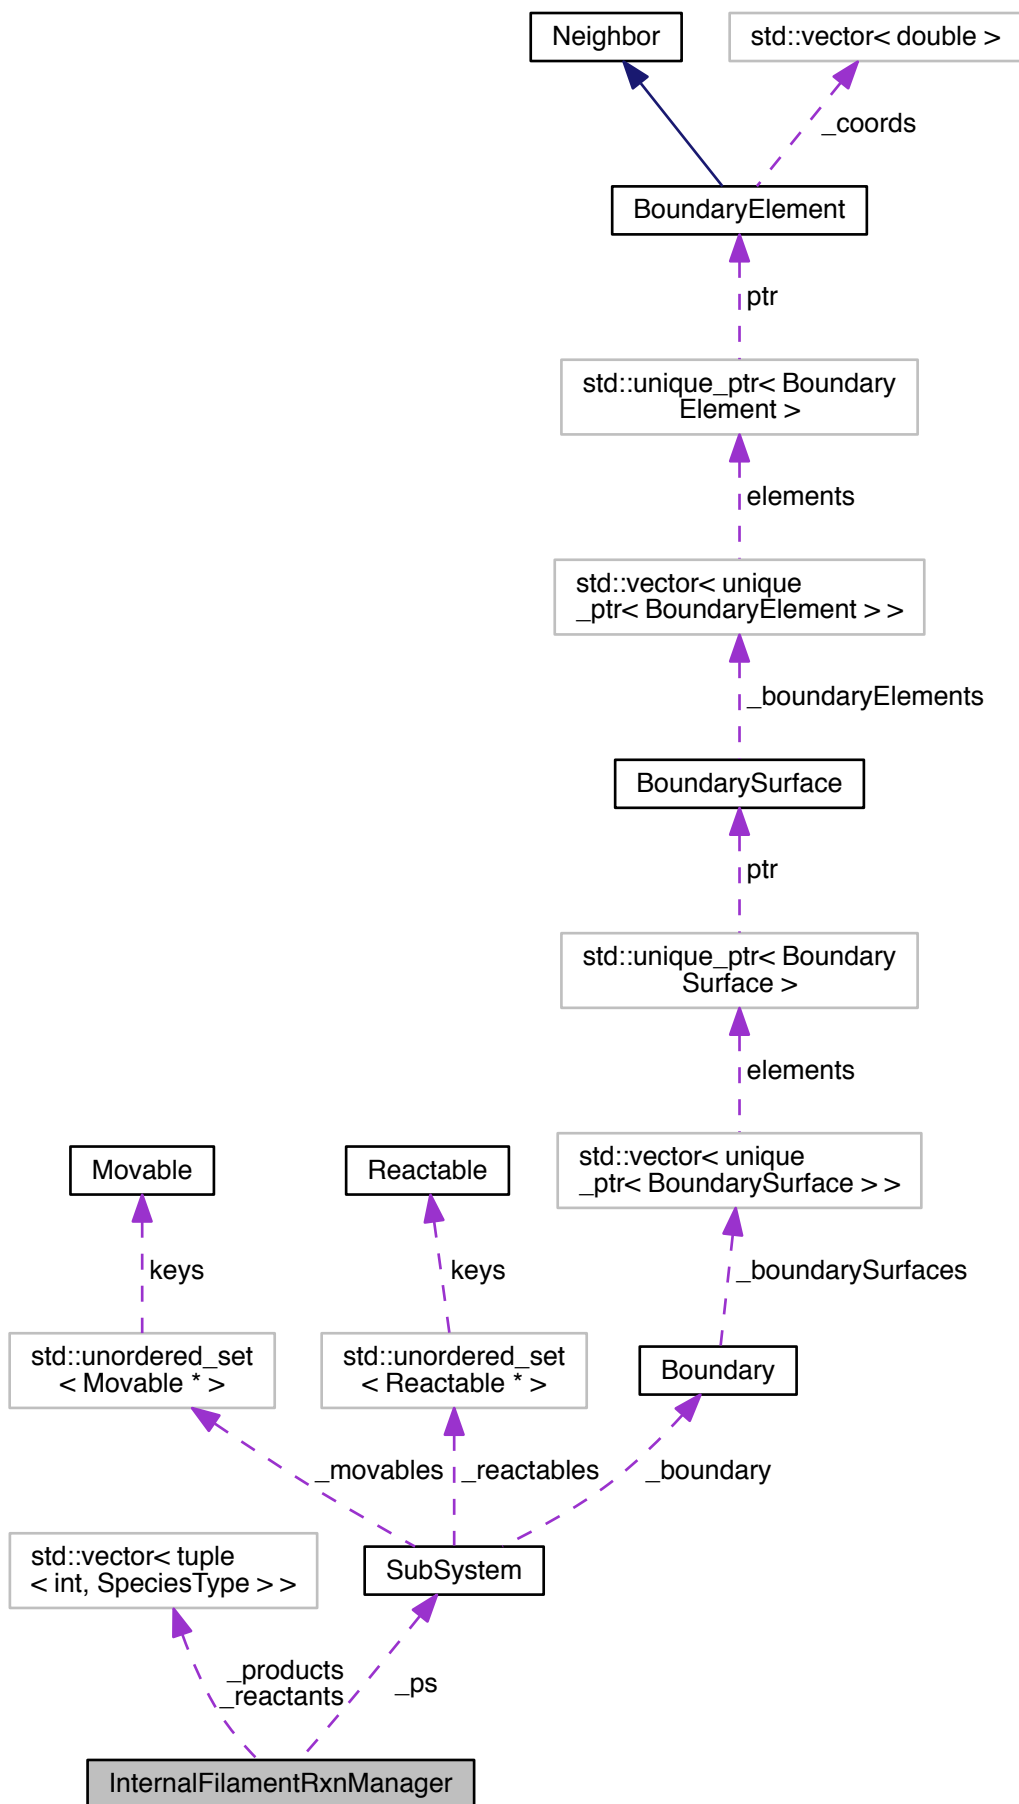 Neighbor
std::vector< double >
_coords
BoundaryElement
ptr
std::unique_ptr< Boundary
Element >
elements
std::vector< unique
_ptr< BoundaryElement > >
_boundaryElements
BoundarySurface
ptr
std::unique_ptr< Boundary
Surface >
elements
Movable
Reactable
std::vector< unique
_ptr< BoundarySurface > >
keys
keys
_boundarySurfaces
std::unordered_set
< Movable * >
std::unordered_set
< Reactable * >
Boundary
_movables
_reactables
_boundary
std::vector< tuple
< int, SpeciesType > >
SubSystem
_products
_reactants
_ps
InternalFilamentRxnManager